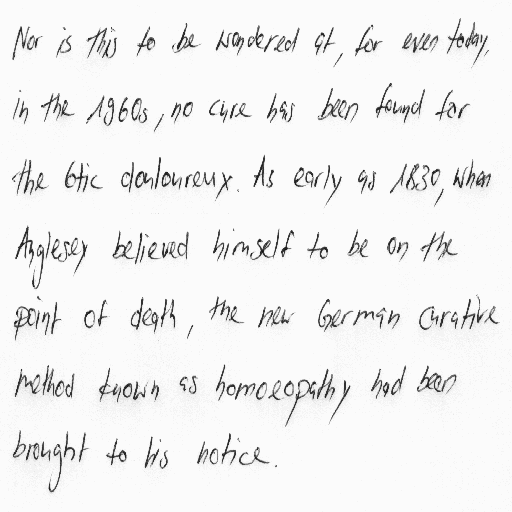 Nor is this to be wondered at, for even today,
in the 1960s, no cure has been found for
the tic douloureux. As early as 1830, when
Anglesey believed himself to be on the
point of death, the new German curative
method known as homoeopathy had been
brought to his notice.